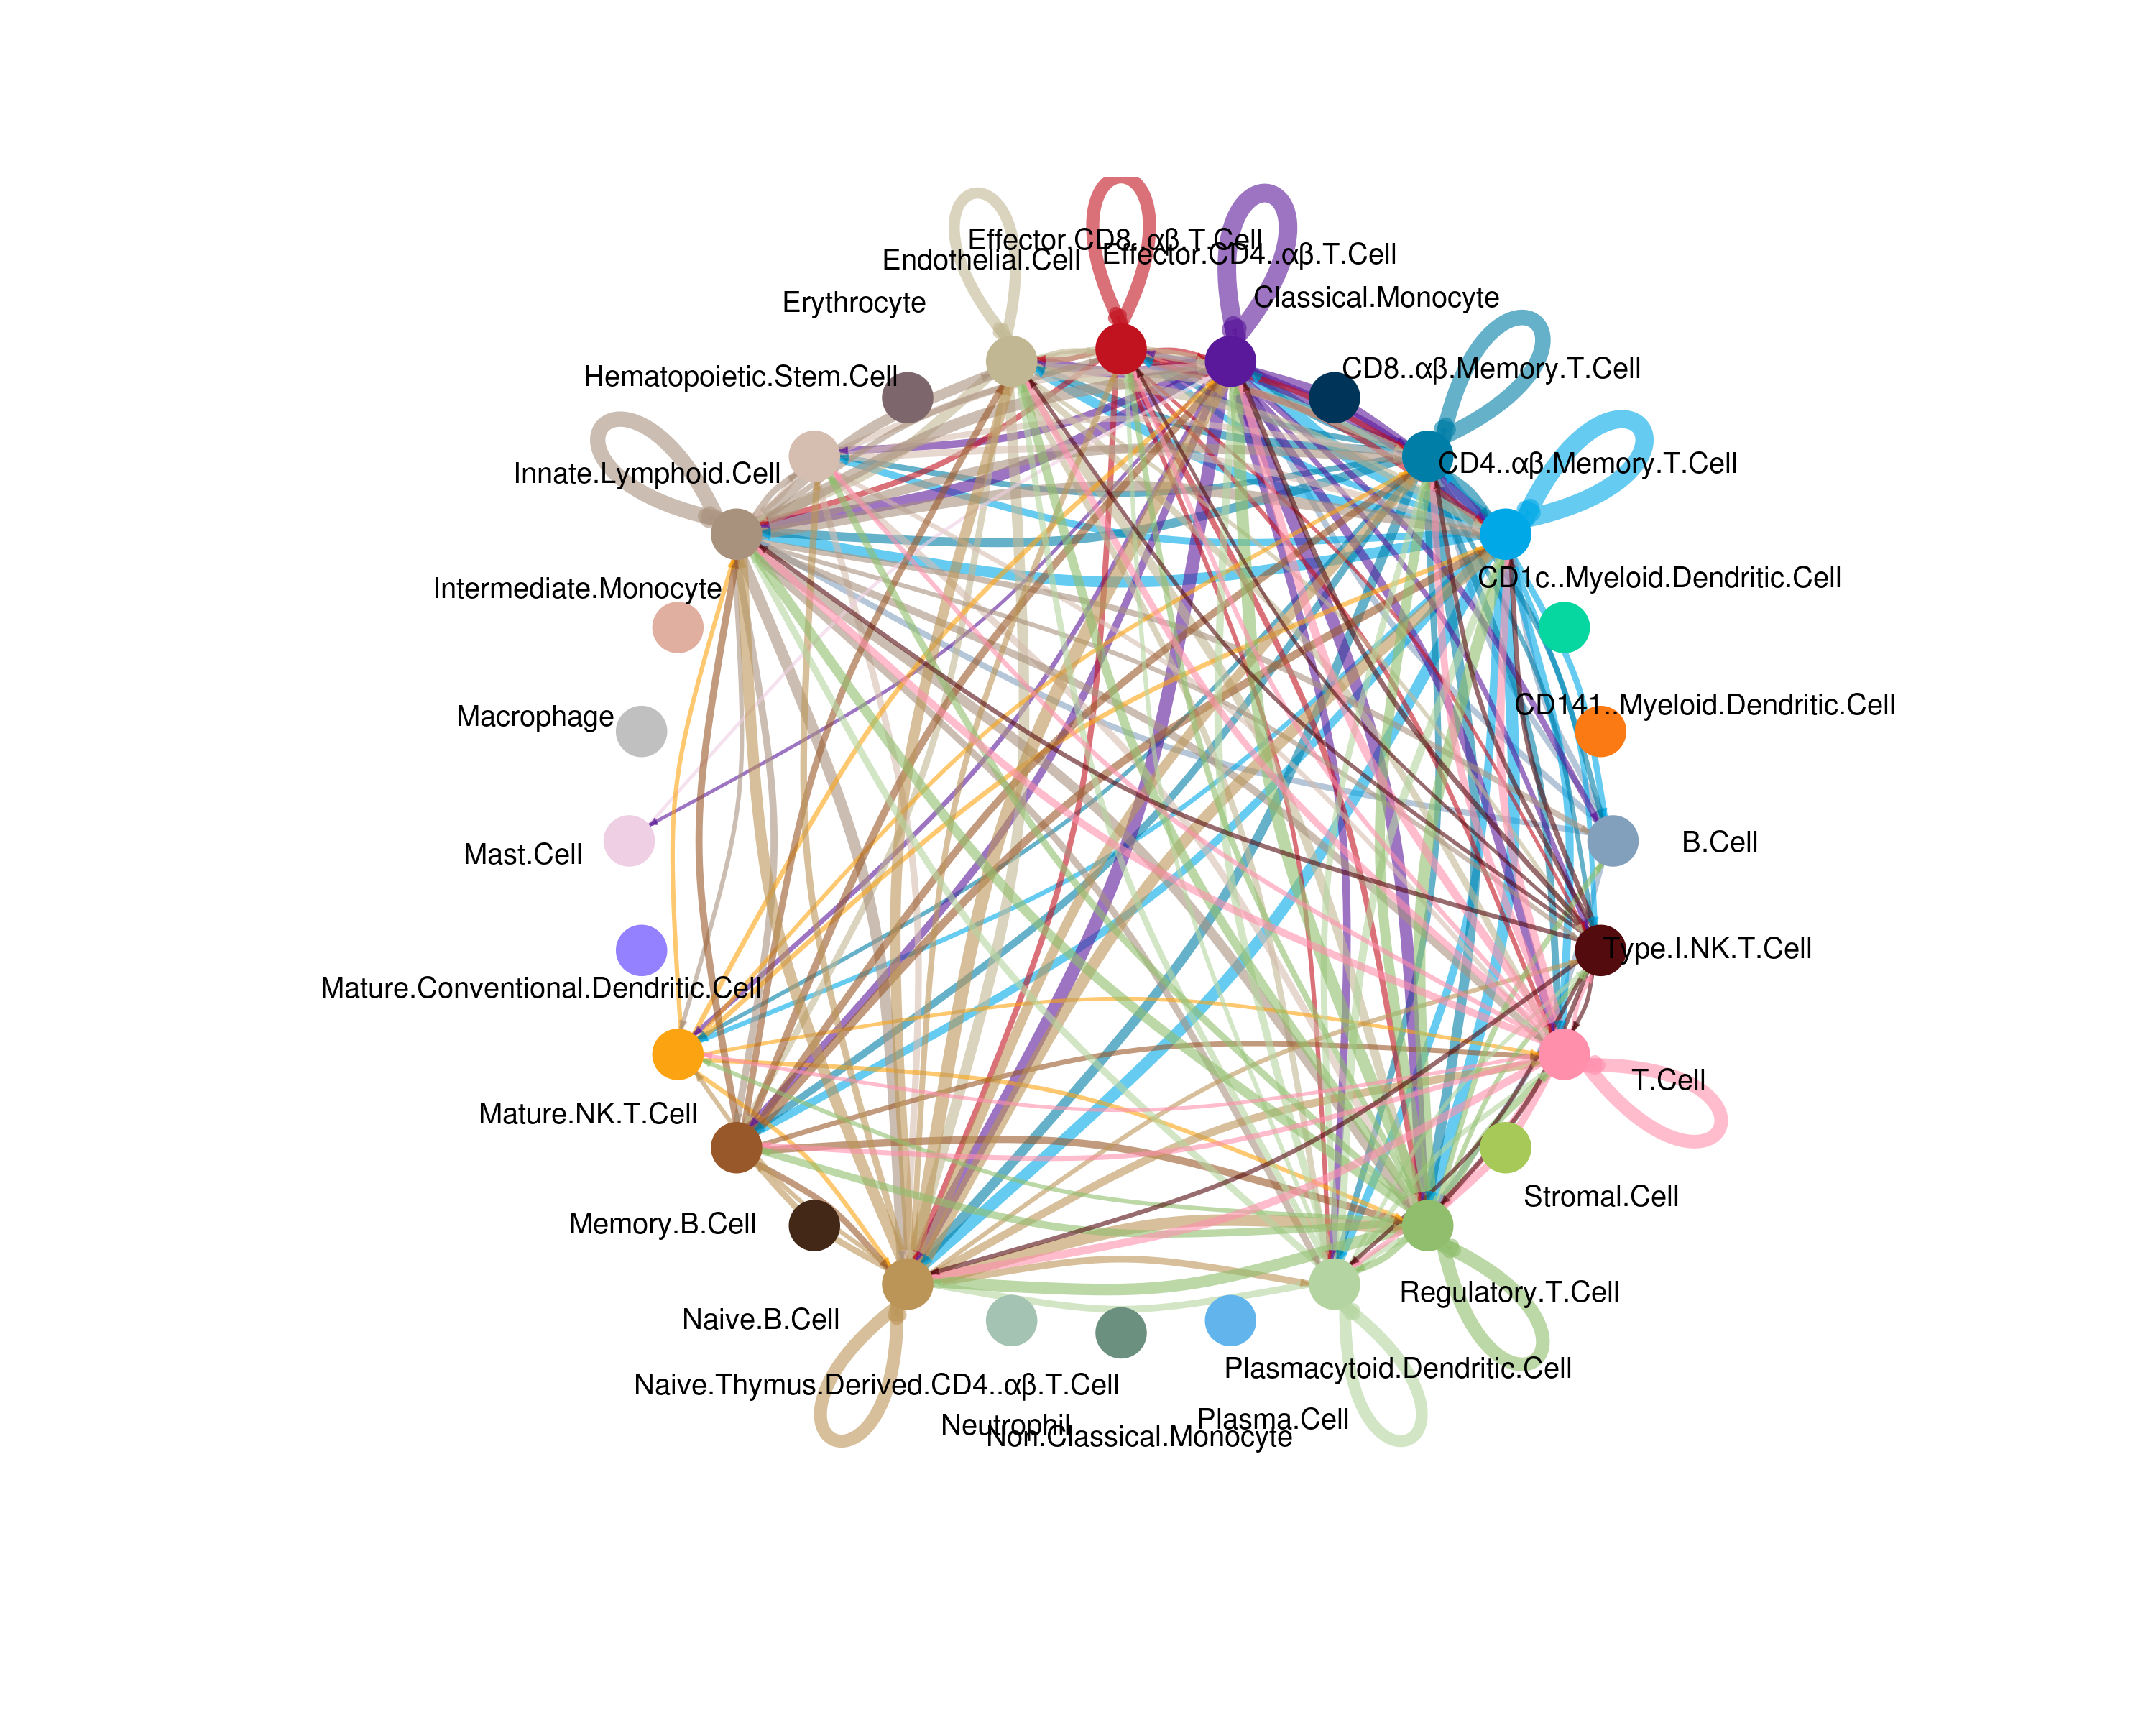 Effector.CD8..αβ.T.Cell
Effector.CD4..αβ.T.Cell
Endothelial.Cell
Classical.Monocyte
Erythrocyte
CD8..αβ.Memory.T.Cell
Hematopoietic.Stem.Cell
CD4..αβ.Memory.T.Cell
Innate.Lymphoid.Cell
CD1c..Myeloid.Dendritic.Cell
Intermediate.Monocyte
CD141..Myeloid.Dendritic.Cell
Macrophage
B.Cell
Mast.Cell
Type.I.NK.T.Cell
Mature.Conventional.Dendritic.Cell
T.Cell
Mature.NK.T.Cell
Stromal.Cell
Memory.B.Cell
Regulatory.T.Cell
Naive.B.Cell
Plasmacytoid.Dendritic.Cell
Naive.Thymus.Derived.CD4..αβ.T.Cell
Plasma.Cell
Neutrophil
Non.Classical.Monocyte